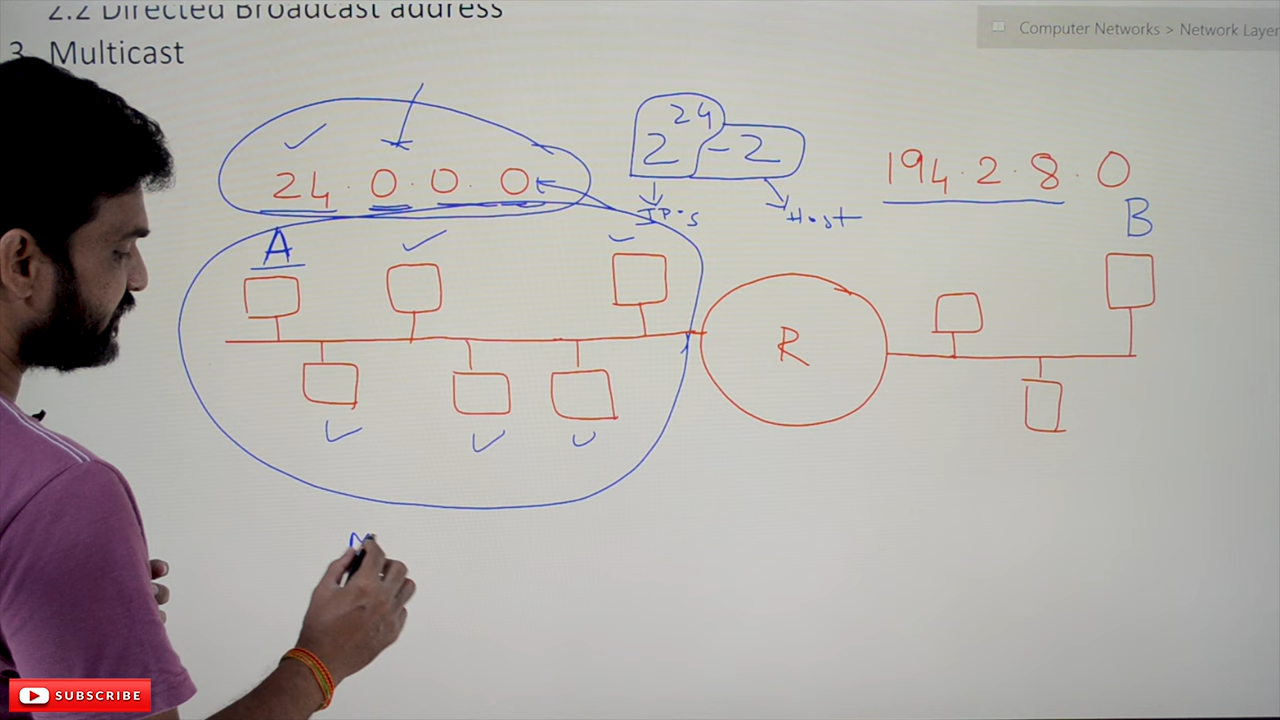 2.2 Directed Broadcast address
Computer Networks > Network Layer
3. Multicast
24.0.0.0
2^24 - 2
194.2.8.0
IP's
Host
A
B
R
SUBSCRIBE